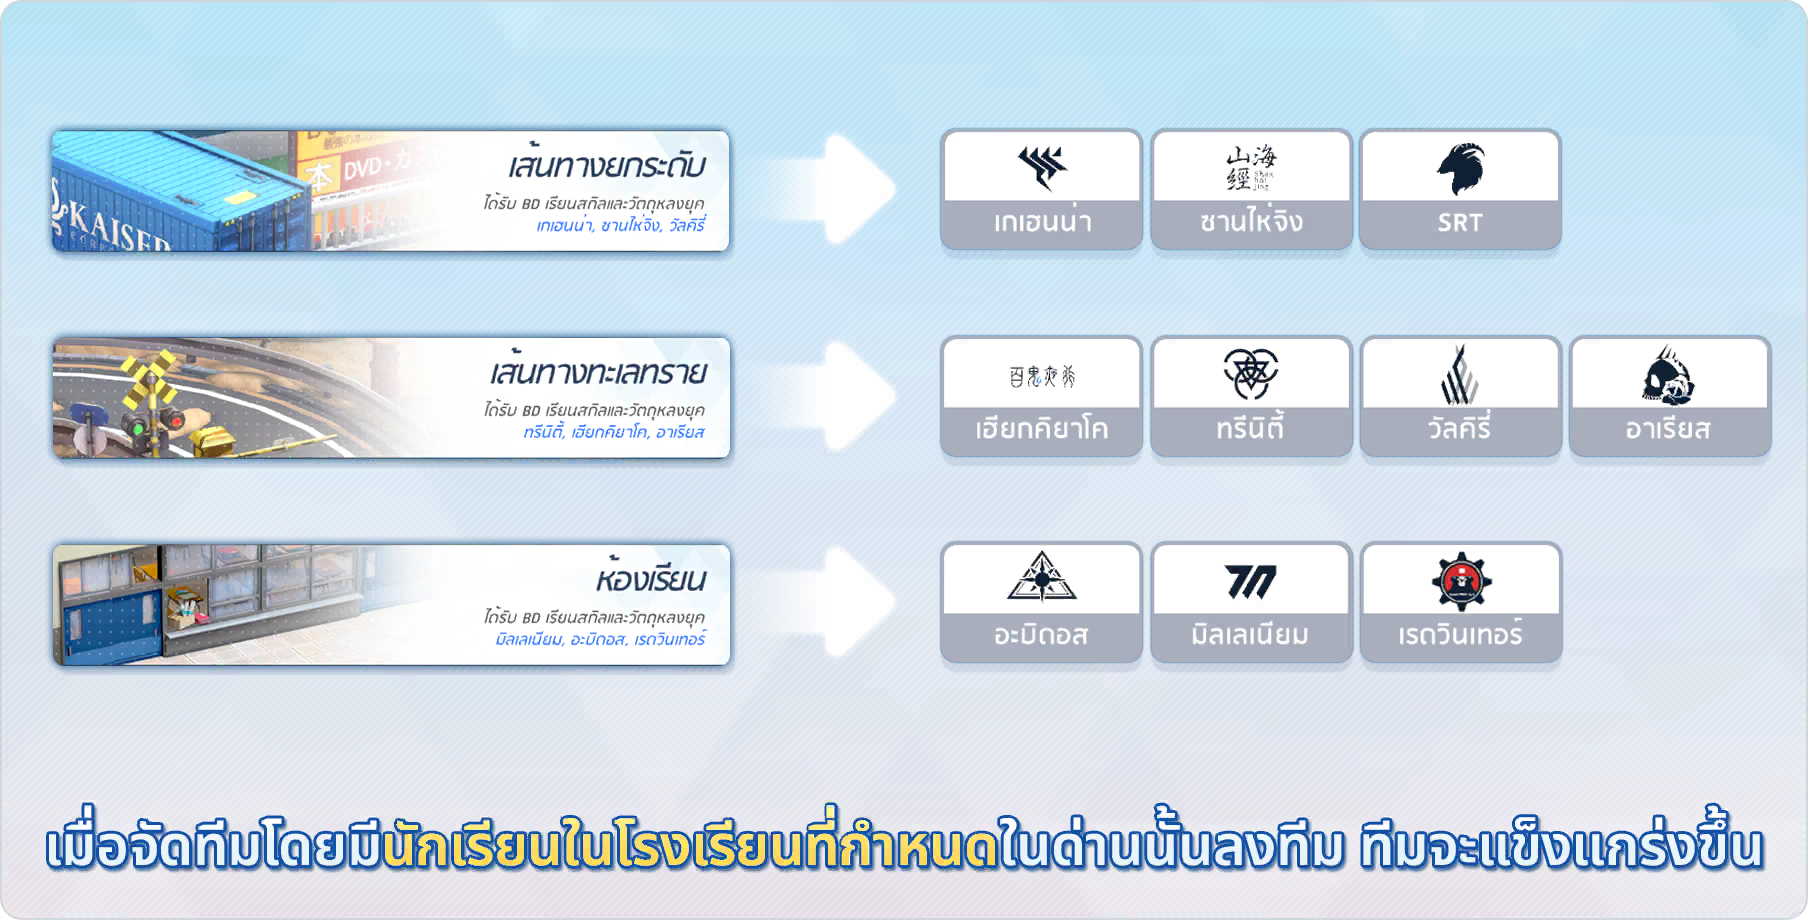 เส้นทางยกระดับ
ได้รับ BD เรียนสกิลและวัตถุหลงยุค
เกเฮนน่า, ซานไห่จิง, วัลคิรี่
本 DVD・カ
KAISER
山海經
shan hai jing
เกเฮนน่า
ซานไห่จิง
SRT
เส้นทางทะเลทราย
ได้รับ BD เรียนสกิลและวัตถุหลงยุค
ทรีนิตี้, เฮียกคิยาโค, อาเรียส
百鬼夜行
เฮียกคิยาโค
ทรีนิตี้
วัลคิรี่
อาเรียส
ห้องเรียน
ได้รับ BD เรียนสกิลและวัตถุหลงยุค
มิลเลเนียม, อะบิดอส, เรดวินเทอร์
อะบิดอส
มิลเลเนียม
เรดวินเทอร์
เมื่อจัดทีมโดยมีนักเรียนในโรงเรียนที่กำหนดในด่านนั้นลงทีม ทีมจะแข็งแกร่งขึ้น